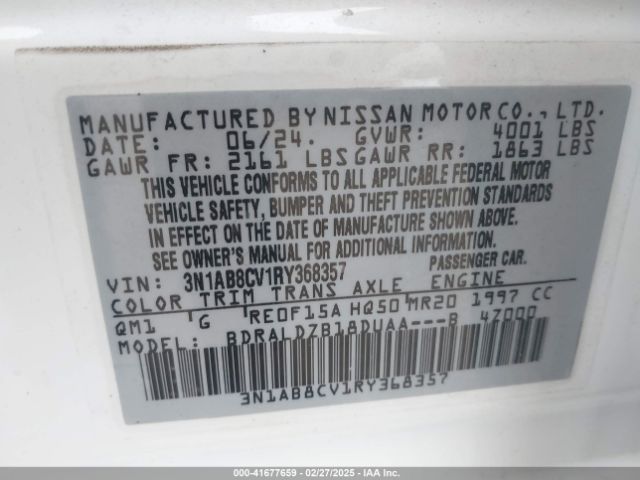 MANUFACTURED BY NISSAN MOTOR CO., LTD.
DATE: 06/24. GVWR: 4001 LBS
GAWR FR: 2161 LBS GAWR RR: 1863 LBS
THIS VEHICLE CONFORMS TO ALL APPLICABLE FEDERAL MOTOR
VEHICLE SAFETY, BUMPER AND THEFT PREVENTION STANDARDS
IN EFFECT ON THE DATE OF MANUFACTURE SHOWN ABOVE.
SEE OWNER'S MANUAL FOR ADDITIONAL INFORMATION.
VIN: 3N1AB8CV1RY368357 PASSENGER CAR.
COLOR TRIM TRANS AXLE ENGINE
QM1 G RE0F15A HQ50 MR20 1997 CC
MODEL: BDRALDZB18DUAA---B 4Z000
3N1AB8CV1RY368357
000-41677659 - 02/27/2025 - IAA Fredericksburg